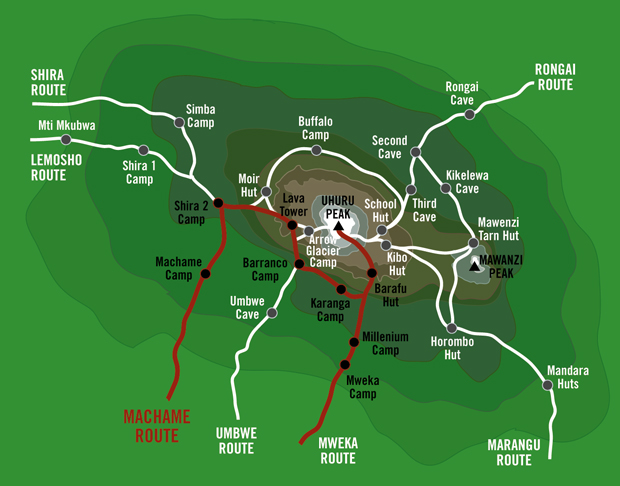 SHIRA
ROUTE
Mti Mkubwa
LEMOSHO
ROUTE
Shira 1
Camp
Simba
Camp
Shira 2
Camp
Machame
Camp
MACHAME
ROUTE
Moir
Hut
Buffalo
Camp
Lava
Tower
UHURU
PEAK
Arrow
Glacier
Camp
Barranco
Camp
Umbwe
Cave
UMBWE
ROUTE
Karanga
Camp
Barafu
Hut
Millenium
Camp
Mweka
Camp
MWEKA
ROUTE
School
Hut
Kibo
Hut
Third
Cave
Second
Cave
Rongai
Cave
RONGAI
ROUTE
Kikelewa
Cave
Mawenzi
Tarn Hut
MAWANZI
PEAK
Horombo
Hut
Mandara
Huts
MARANGU
ROUTE